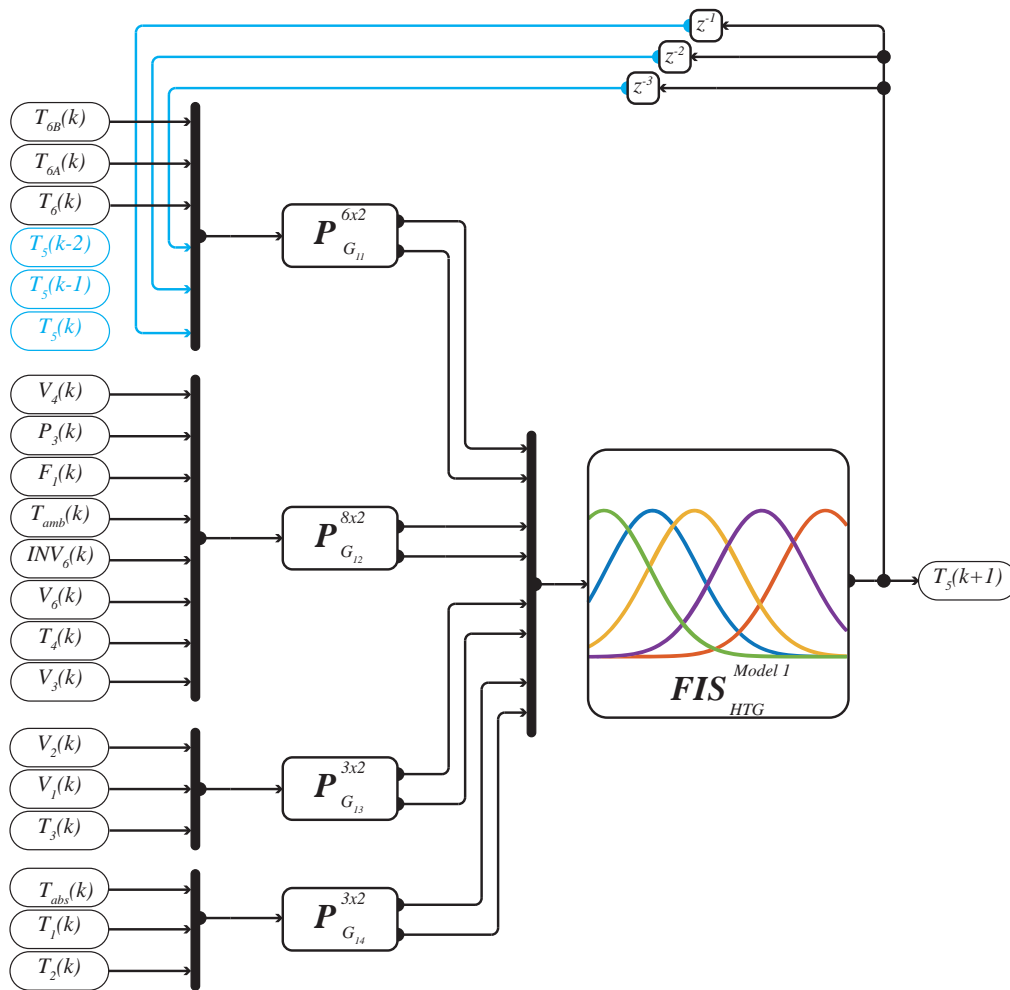 z⁻¹
z⁻²
z⁻³
T₆B(k)
T₆A(k)
T₆(k)
T₅(k-2)
T₅(k-1)
T₅(k)
P 6x2 G₁₁
V₄(k)
P₃(k)
F₁(k)
Tamb(k)
INV₆(k)
V₆(k)
T₄(k)
V₃(k)
P 8x2 G₁₂
V₂(k)
V₁(k)
T₃(k)
P 3x2 G₁₃
Tabs(k)
T₁(k)
T₂(k)
P 3x2 G₁₄
FIS Model 1 HTG
T₅(k+1)